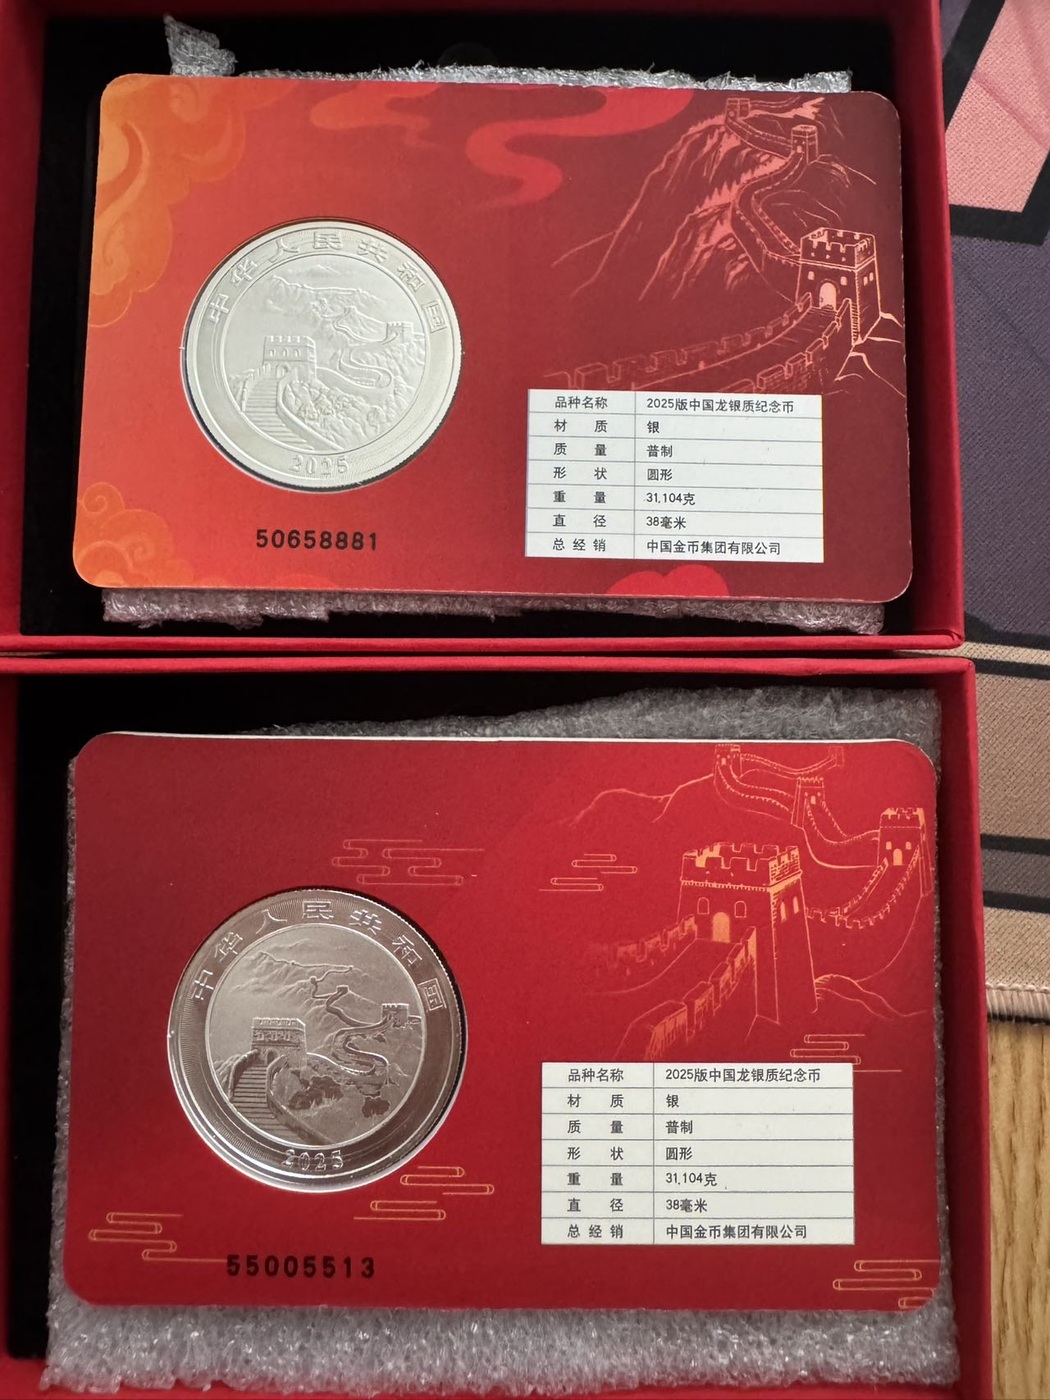 中华人民共和国
2025
50658881
品种名称 2025版中国龙银质纪念币
材 质 银
质 量 普制
形 状 圆形
重 量 31.104克
直 径 38毫米
总经销 中国金币集团有限公司
中华人民共和国
2025
55005513
品种名称 2025版中国龙银质纪念币
材 质 银
质 量 普制
形 状 圆形
重 量 31.104克
直 径 38毫米
总经销 中国金币集团有限公司